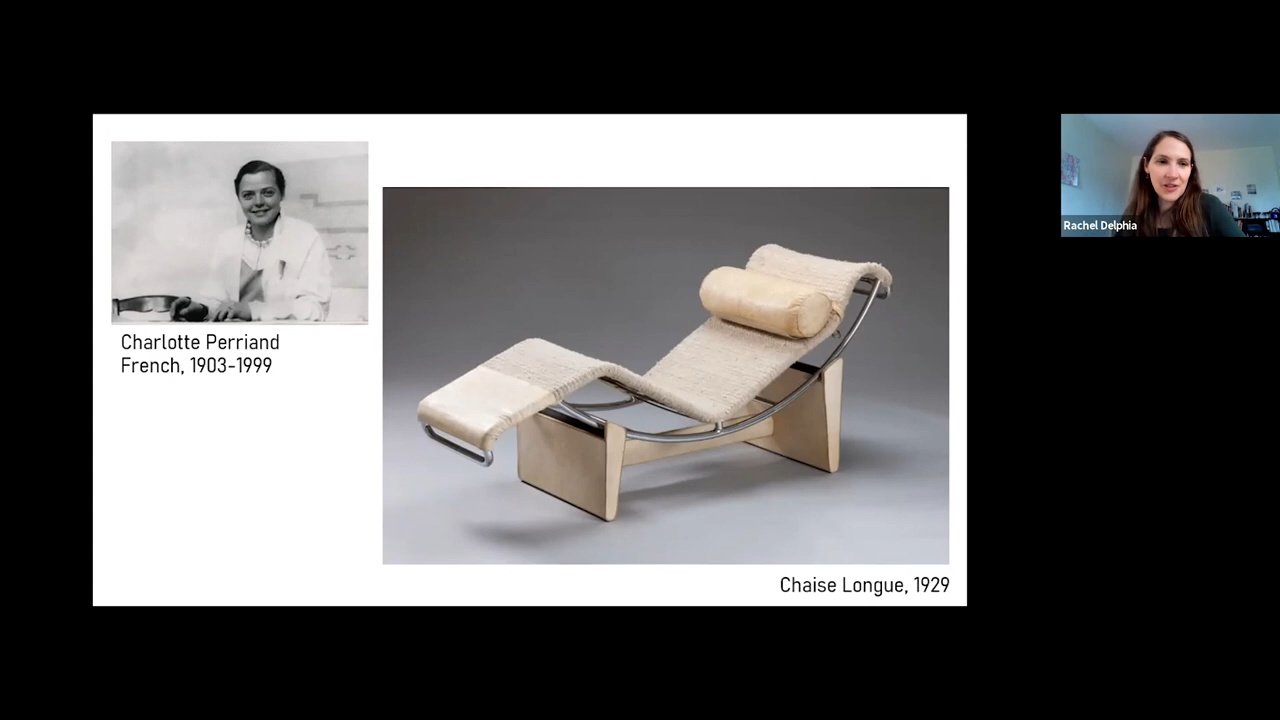 Charlotte Perriand
French, 1903-1999
Chaise Longue, 1929
Rachel Delphia